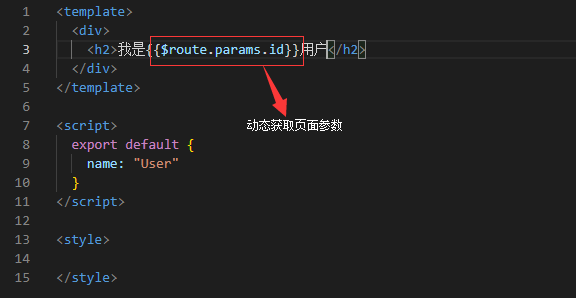 1 <template>
2 <div>
3 <h2>我是{{$route.params.id}}用户</h2>
4 </div>
5 </template>
6
动态获取页面参数
7 <script>
8 export default {
9 name: "User"
10 }
11 </script>
12
13 <style>
14
15 </style>